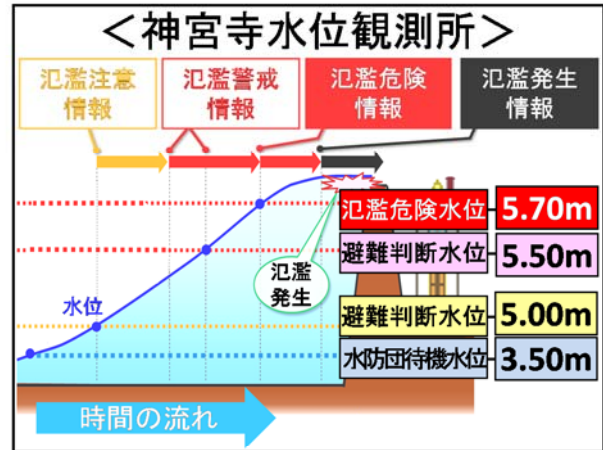 ＜神宮寺水位観測所＞
氾濫注意
情報
氾濫警戒
情報
氾濫危険
情報
氾濫発生
情報
氾濫危険水位
5.70m
避難判断水位
5.50m
氾濫
発生
水位
避難判断水位
5.00m
水防団待機水位
3.50m
時間の流れ